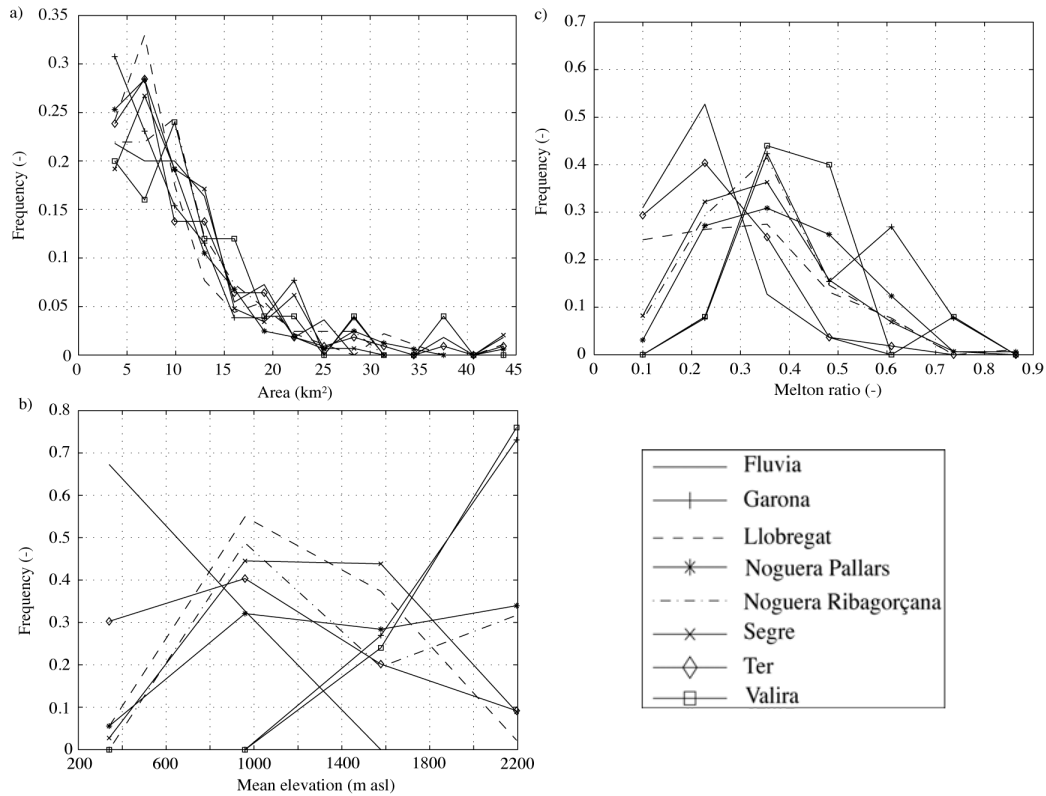 a)
0.35
0.3
0.25
0.2
0.15
0.1
0.05
0
Frequency (-)
0 5 10 15 20 25 30 35 40 45
Area (km²)
c)
0.7
0.6
0.5
0.4
0.3
0.2
0.1
0
Frequency (-)
0 0.1 0.2 0.3 0.4 0.5 0.6 0.7 0.8 0.9
Melton ratio (-)
b)
0.8
0.7
0.6
0.5
0.4
0.3
0.2
0.1
0
Frequency (-)
200 600 1000 1400 1800 2200
Mean elevation (m asl)
Fluvia
Garona
Llobregat
Noguera Pallars
Noguera Ribagorçana
Segre
Ter
Valira